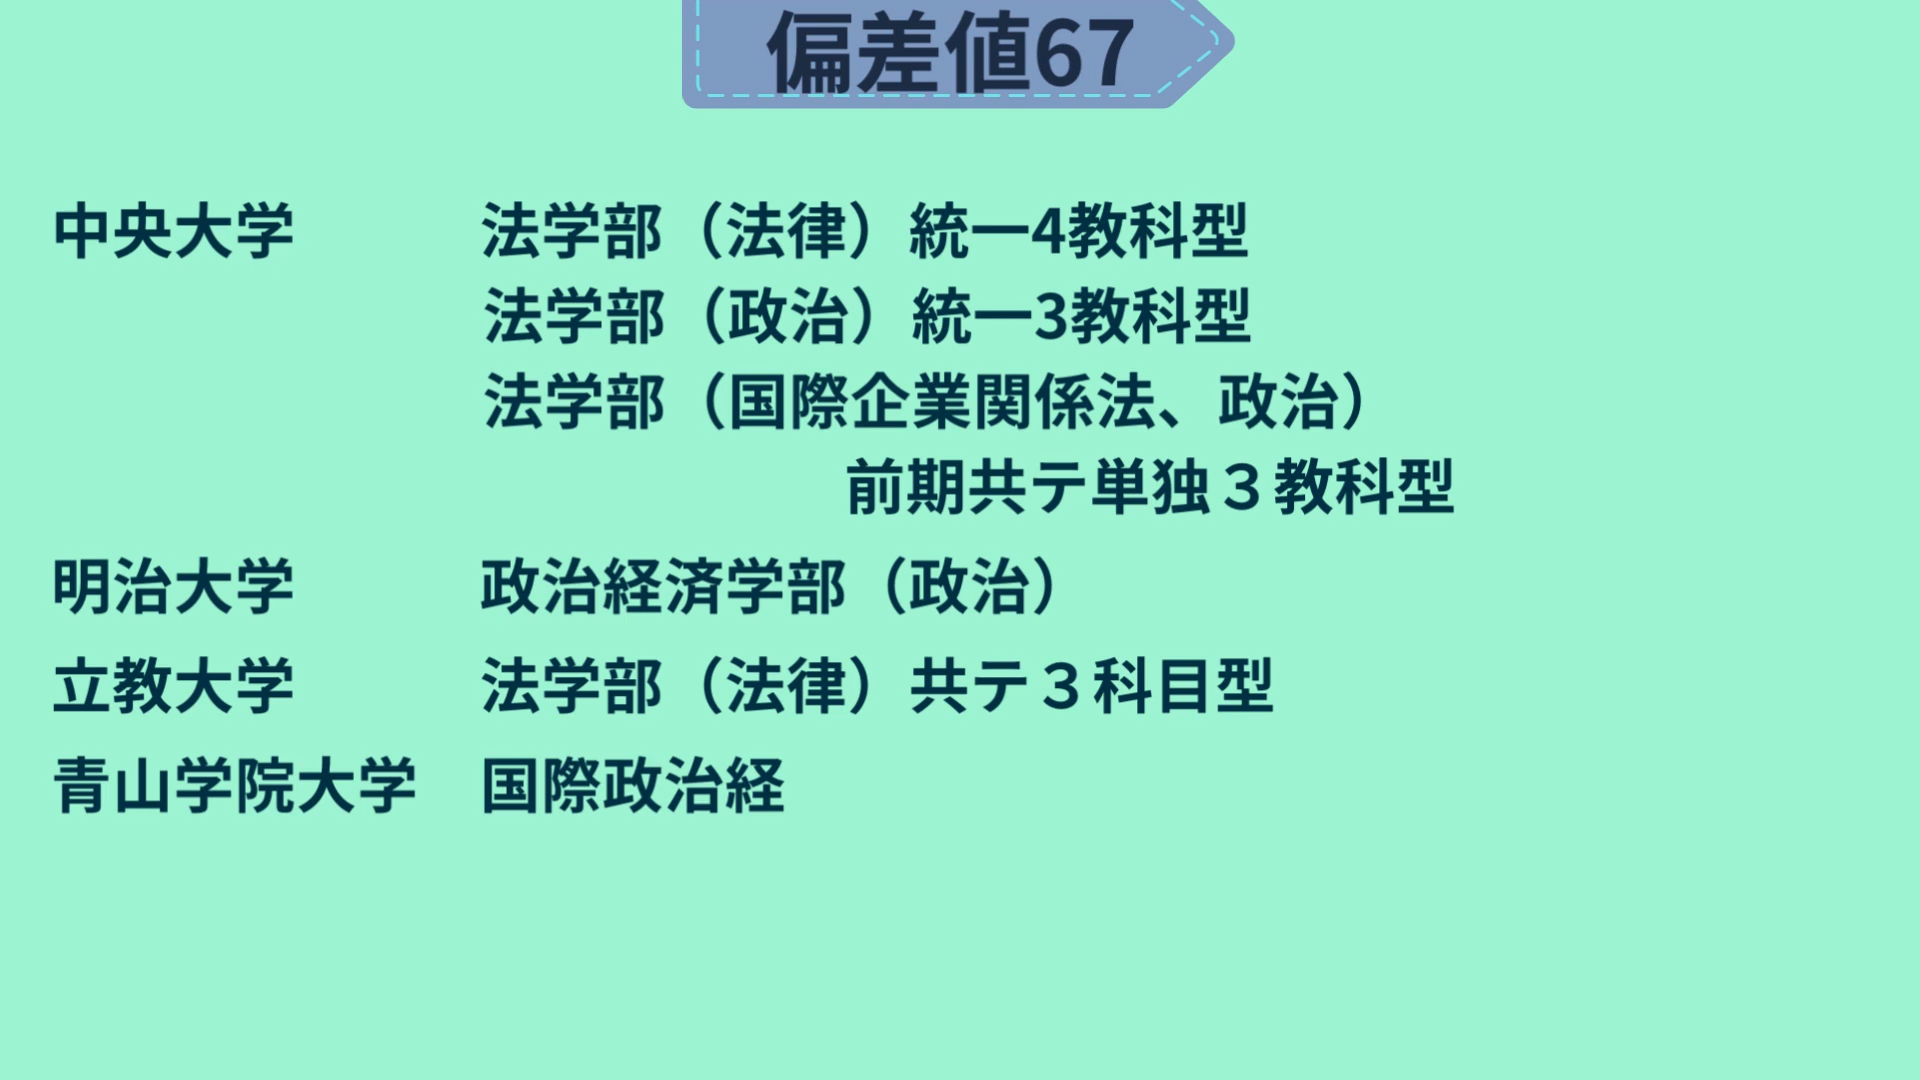 偏差値67
中央大学 法学部（法律）統一4教科型
法学部（政治）統一3教科型
法学部（国際企業関係法、政治）
前期共テ単独３教科型
明治大学 政治経済学部（政治）
立教大学 法学部（法律）共テ３科目型
青山学院大学 国際政治経